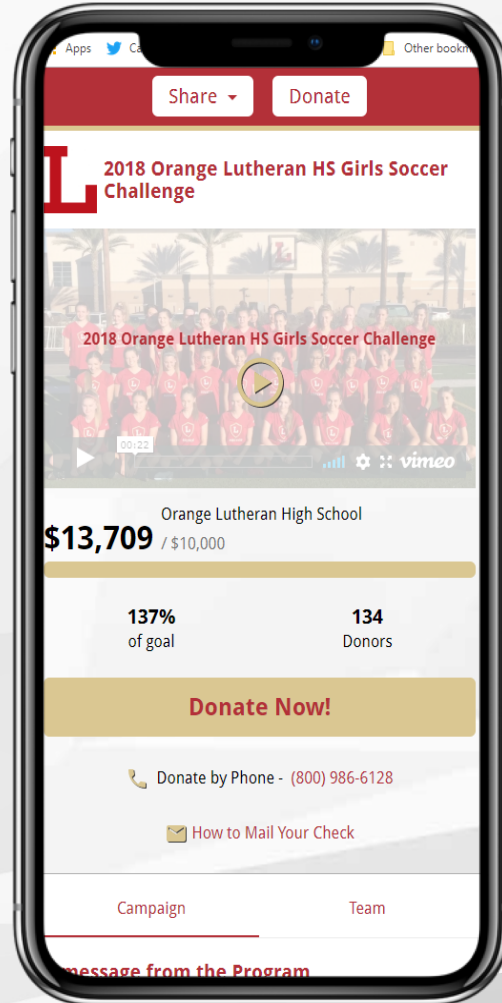 Apps
Other bookm
Share
Donate
L
2018 Orange Lutheran HS Girls Soccer
Challenge
L
2018 Orange Lutheran HS Girls Soccer Challenge
00:22
vimeo
Orange Lutheran High School
$13,709 / $10,000
137%
134
of goal
Donors
Donate Now!
Donate by Phone - (800) 986-6128
How to Mail Your Check
Campaign
Team
message from the Program